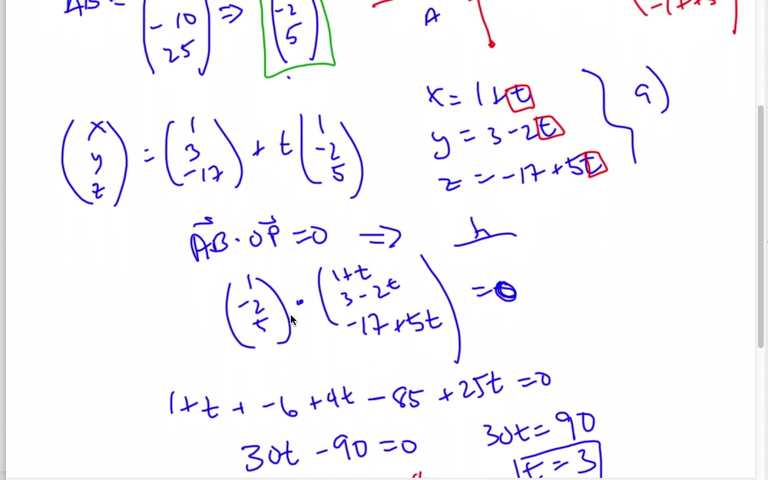 AB = (-10 25) => (-2 5)
A
x = 1+t
y = 3-2t
z = -17+5t
a)
(x y z) = (1 3 -17) + t (1 -2 5)
AB · OP = 0 =>
(1 -2 5) · (1+t 3-2t -17+5t) = 0
1+t + -6 +4t -85 +25t = 0
30t -90 = 0
30t = 90
t = 3